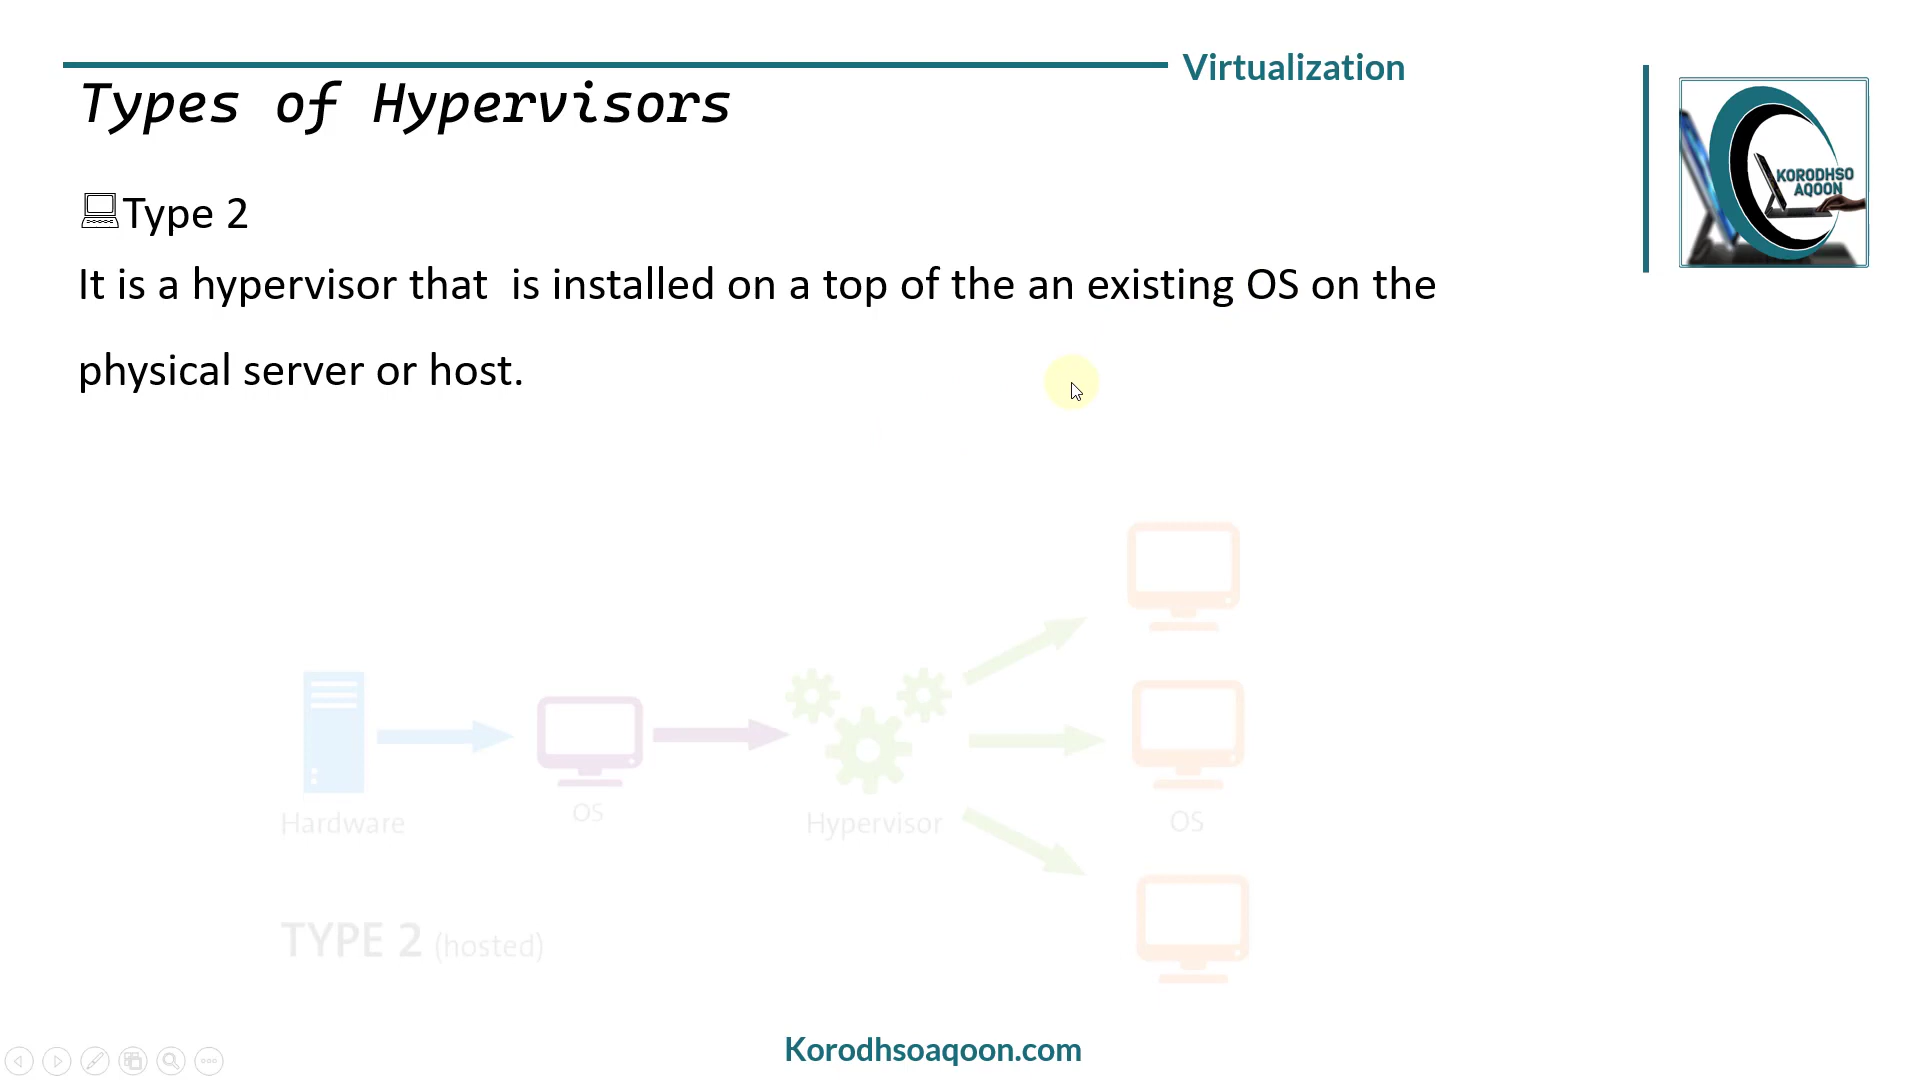 Virtualization
Types of Hypervisors
KORODHSO
AQOON
Type 2
It is a hypervisor that  is installed on a top of the an existing OS on the
physical server or host.
Hardware
OS
Hypervisor
OS
TYPE 2 (hosted)
Korodhsoaqoon.com